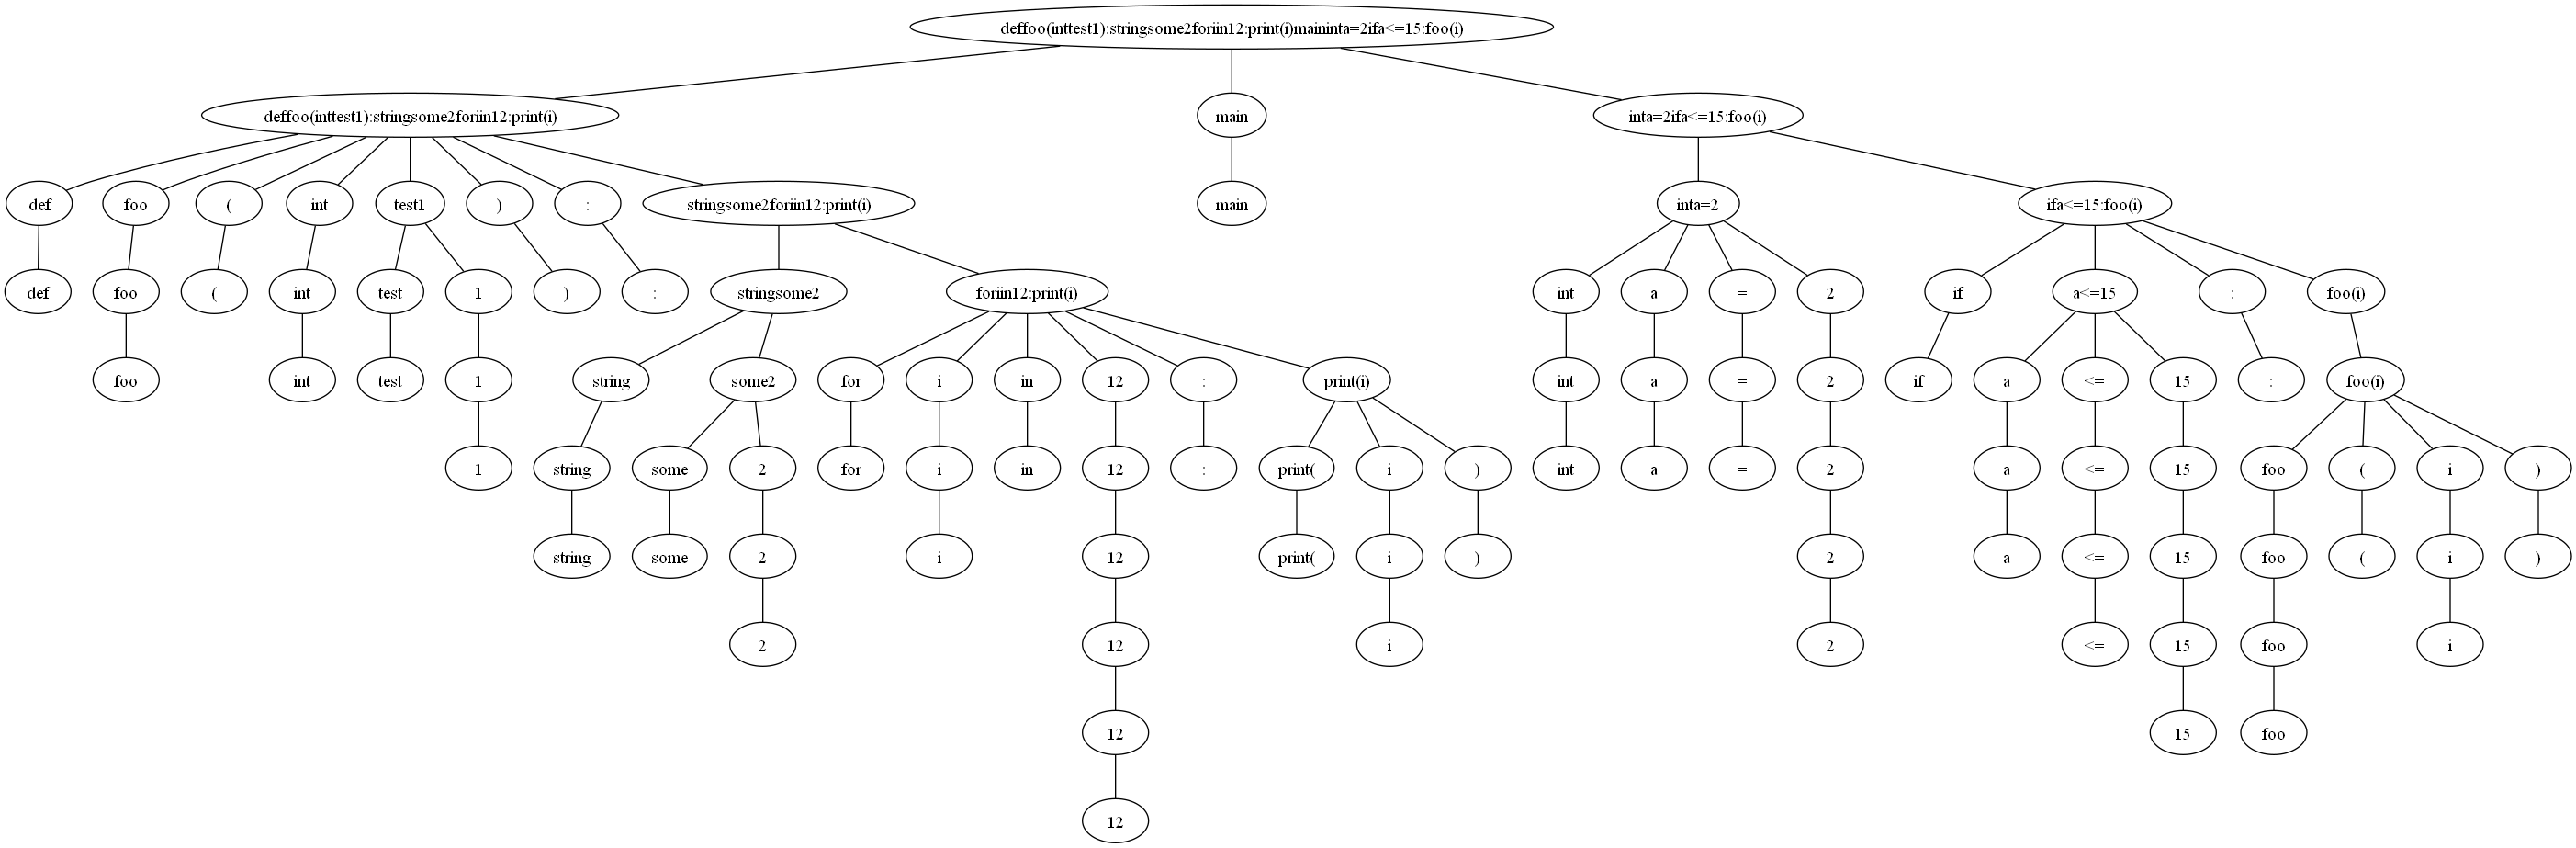 deffoo(inttest1):stringsome2foriin12:print(i)maininta=2ifa<=15:foo(i)
deffoo(inttest1):stringsome2foriin12:print(i) main inta=2ifa<=15:foo(i)
def foo ( int test1 ) : stringsome2foriin12:print(i) main inta=2 ifa<=15:foo(i)
def foo ( int test 1 ) : stringsome2 foriin12:print(i) int a = 2 if a<=15 : foo(i)
foo int test 1 string some2 for i in 12 : print(i) int a = 2 if a <= 15 : foo(i)
1 string some 2 for i in 12 : print( i ) int a = 2 a <= 15 foo ( i )
string some 2 i 12 print( i ) 2 a <= 15 foo ( i )
2 12 i 2 <= 15 foo i
12 15 foo
12